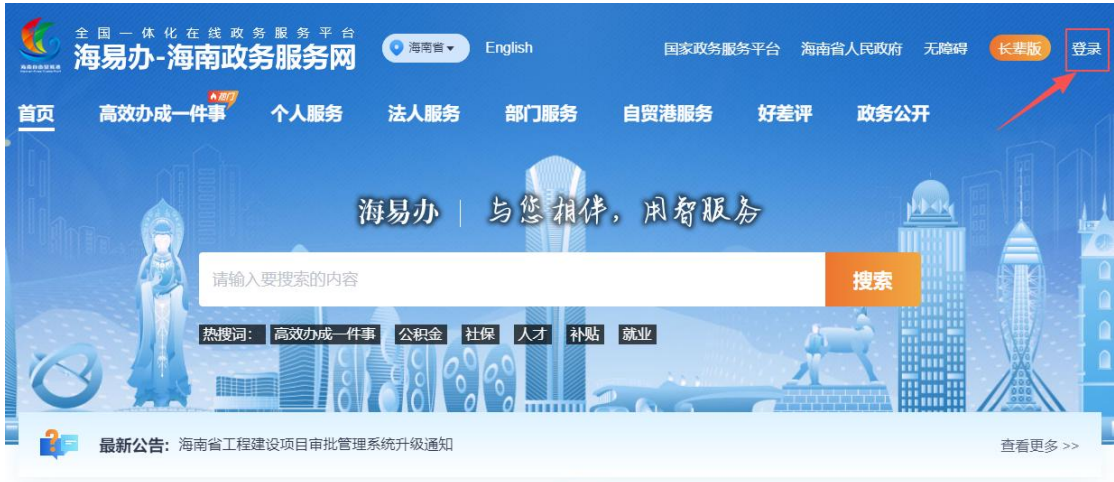 全国一体化在线政务服务平台
海易办-海南政务服务网
海南省 English 国家政务服务平台 海南省人民政府 无障碍 长辈版 登录
热门
首页 高效办成一件事 个人服务 法人服务 部门服务 自贸港服务 好差评 政务公开
海易办 | 与您相伴，用智服务
请输入要搜索的内容 搜索
热搜词： 高效办成一件事 公积金 社保 人才 补贴 就业
最新公告: 海南省工程建设项目审批管理系统升级通知 查看更多 >>